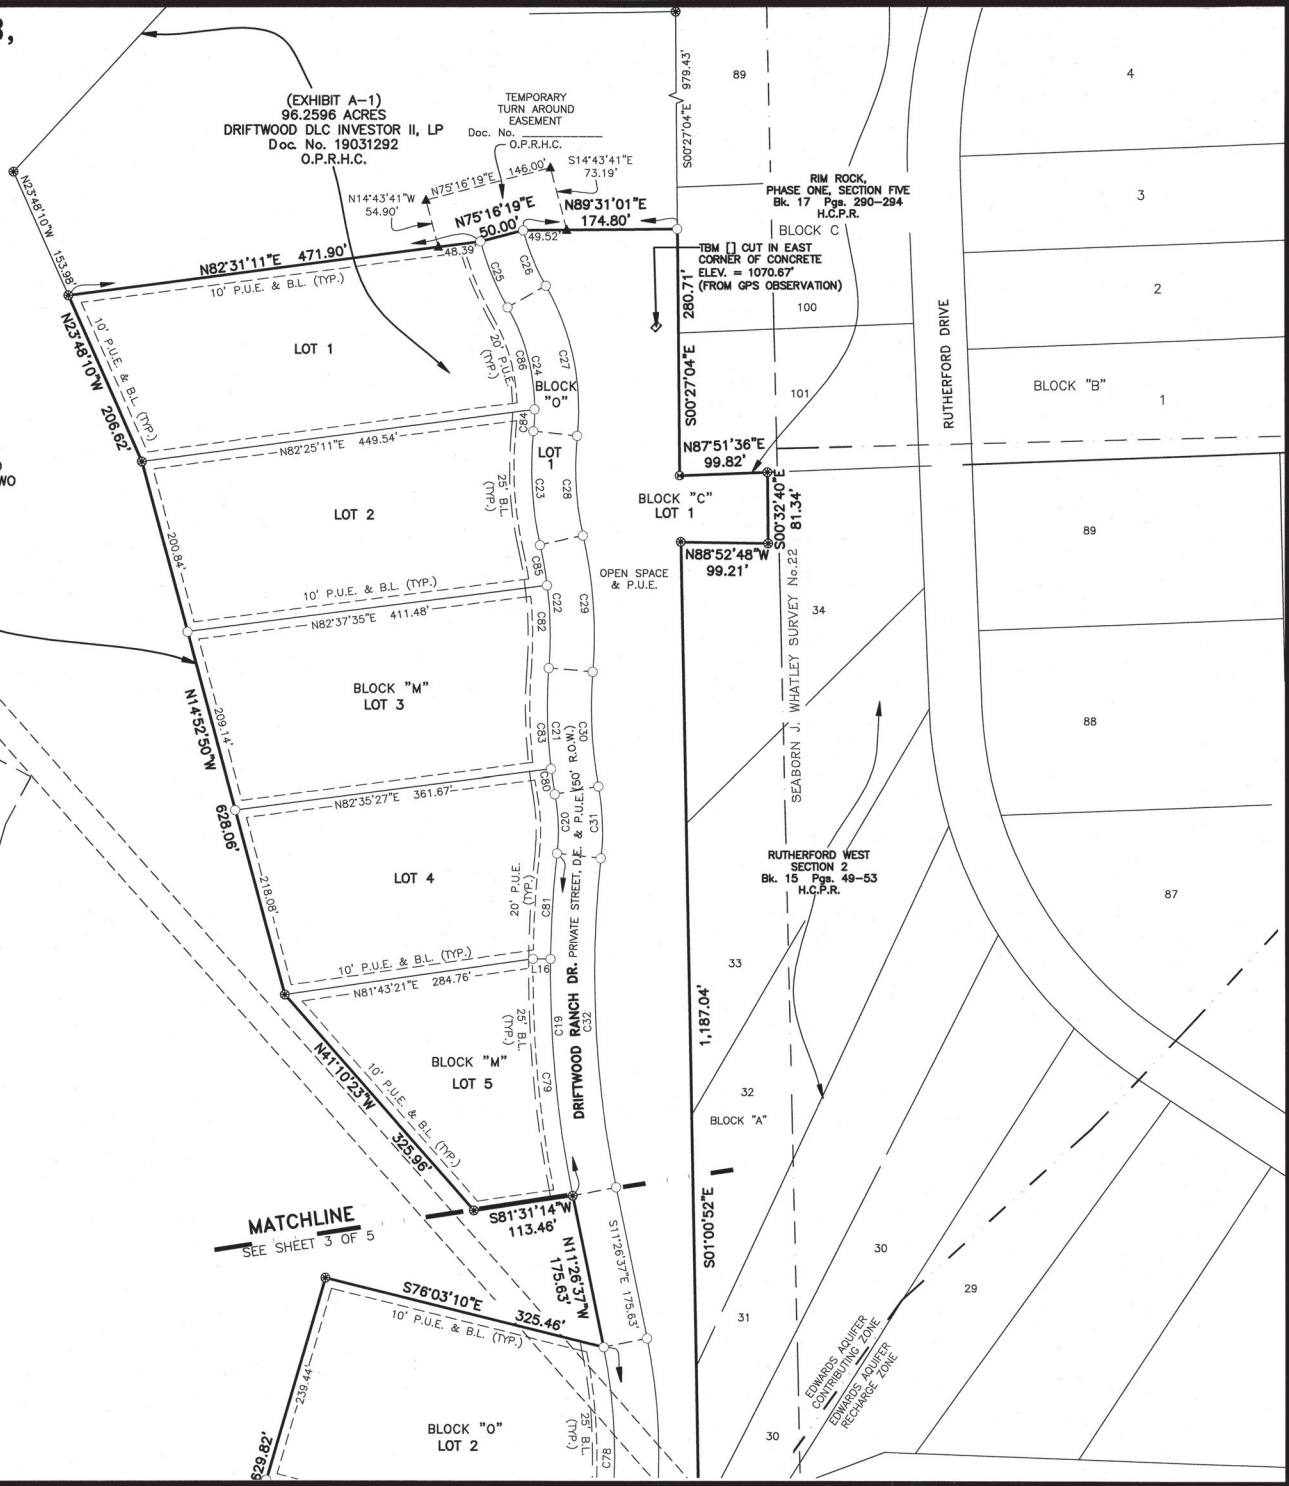 3,
WO
(EXHIBIT A-1)
96.2596 ACRES
DRIFTWOOD DLC INVESTOR II, LP
Doc. No. 19031292
O.P.R.H.C.
TEMPORARY
TURN AROUND
EASEMENT
Doc. No. ___________
O.P.R.H.C.
N75°16'19"E 146.00'
S14°43'41"E
73.19'
N14°43'41"W
54.90'
N75°16'19"E
50.00'
N89°31'01"E
174.80'
48.39'
49.52'
S00°27'04"E 979.43'
89
4
RIM ROCK,
PHASE ONE, SECTION FIVE
Bk. 17 Pgs. 290-294
H.C.P.R.
BLOCK C
3
TBM [] CUT IN EAST
CORNER OF CONCRETE
ELEV. = 1070.67'
(FROM GPS OBSERVATION)
100
2
N23°48'10"W 153.98'
N82°31'11"E 471.90'
10' P.U.E. & B.L. (TYP.)
LOT 1
N23°48'10"W 206.62'
10' P.U.E. & B.L. (TYP.)
20' P.U.E.
(TYP.)
C25
C26
C86
C24
C27
BLOCK
"O"
C84
LOT
1
S00°27'04"E 280.71'
101
RUTHERFORD DRIVE
BLOCK "B"
1
N82°25'11"E 449.54'
N87°51'36"E
99.82'
BLOCK "C"
LOT 1
S00°32'40"E
81.34'
N88°52'48"W
99.21'
LOT 2
25' B.L.
(TYP.)
C23
C28
C85
OPEN SPACE
& P.U.E.
89
200.84'
10' P.U.E. & B.L. (TYP.)
N82°37'35"E 411.48'
C22
C82
C29
34
SEABORN J. WHATLEY SURVEY No.22
BLOCK "M"
LOT 3
N14°52'50"W 628.06'
209.14'
C83
C21
C30
88
N82°35'27"E 361.67'
C80
C20
C31
LOT 4
218.08'
20' P.U.E.
(TYP.)
C81
RUTHERFORD WEST
SECTION 2
Bk. 15 Pgs. 49-53
H.C.P.R.
87
10' P.U.E. & B.L. (TYP.)
N81°43'21"E 284.76'
L16
33
DRIFTWOOD RANCH DR. PRIVATE STREET, D.E. & P.U.E. (50' R.O.W.)
1,187.04'
S01°00'52"E
BLOCK "M"
LOT 5
25' B.L.
(TYP.)
C19
C32
C79
N41°10'23"W 325.96'
10' P.U.E. & B.L. (TYP.)
32
BLOCK "A"
MATCHLINE
SEE SHEET 3 OF 5
S81°31'14"W
113.46'
N11°26'37"W
175.63'
S11°26'37"E 175.63'
30
29
31
S76°03'10"E 325.46'
10' P.U.E. & B.L. (TYP.)
239.44'
629.82'
BLOCK "O"
LOT 2
25' B.L.
(TYP.)
C78
EDWARDS AQUIFER
CONTRIBUTING ZONE
EDWARDS AQUIFER
RECHARGE ZONE
30